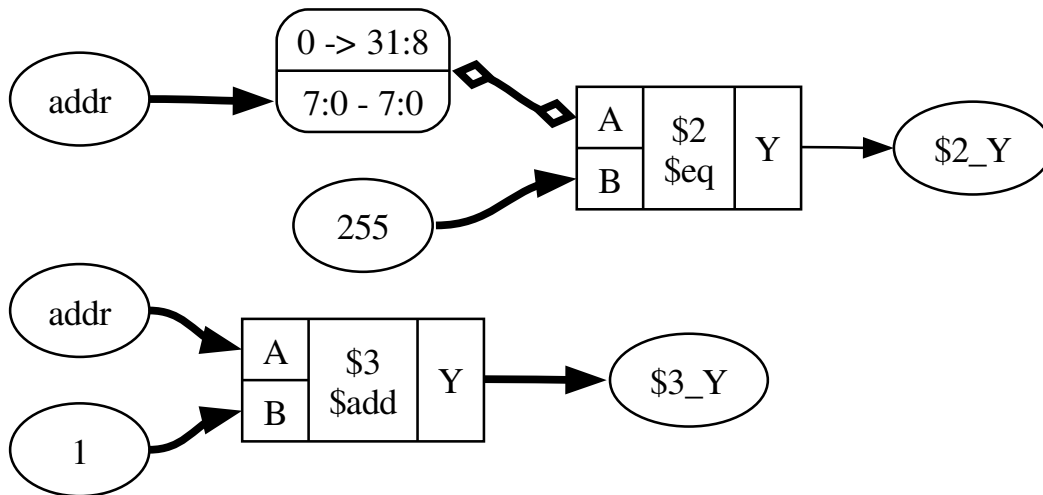 addr
0 -> 31:8
7:0 - 7:0
A
B
$2
$eq
Y
$2_Y
255
addr
A
B
$3
$add
Y
$3_Y
1